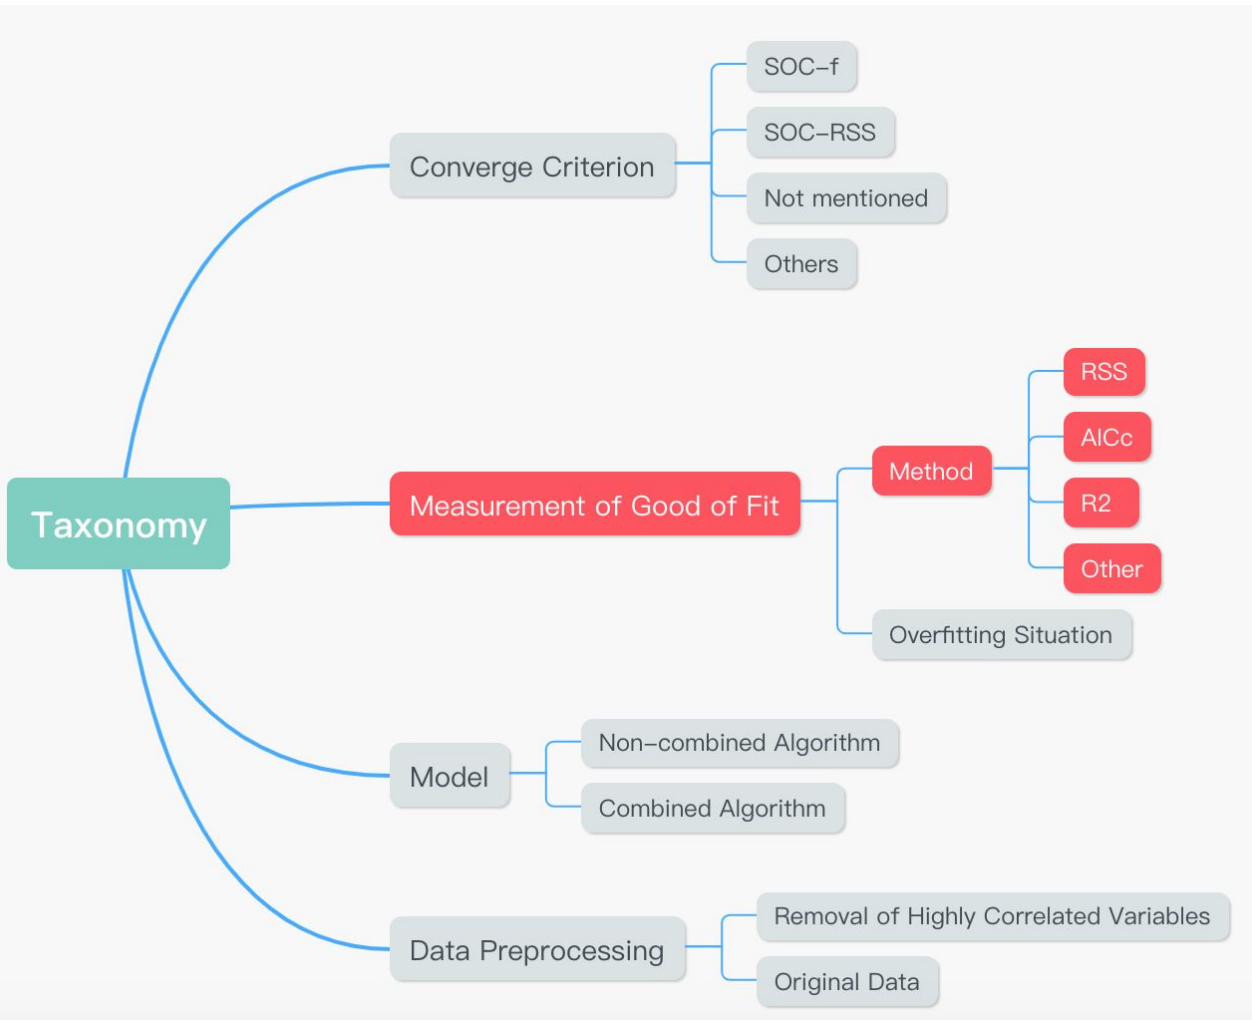 Taxonomy
Converge Criterion
SOC-f
SOC-RSS
Not mentioned
Others
Measurement of Good of Fit
Method
RSS
AICc
R2
Other
Overfitting Situation
Model
Non-combined Algorithm
Combined Algorithm
Data Preprocessing
Removal of Highly Correlated Variables
Original Data